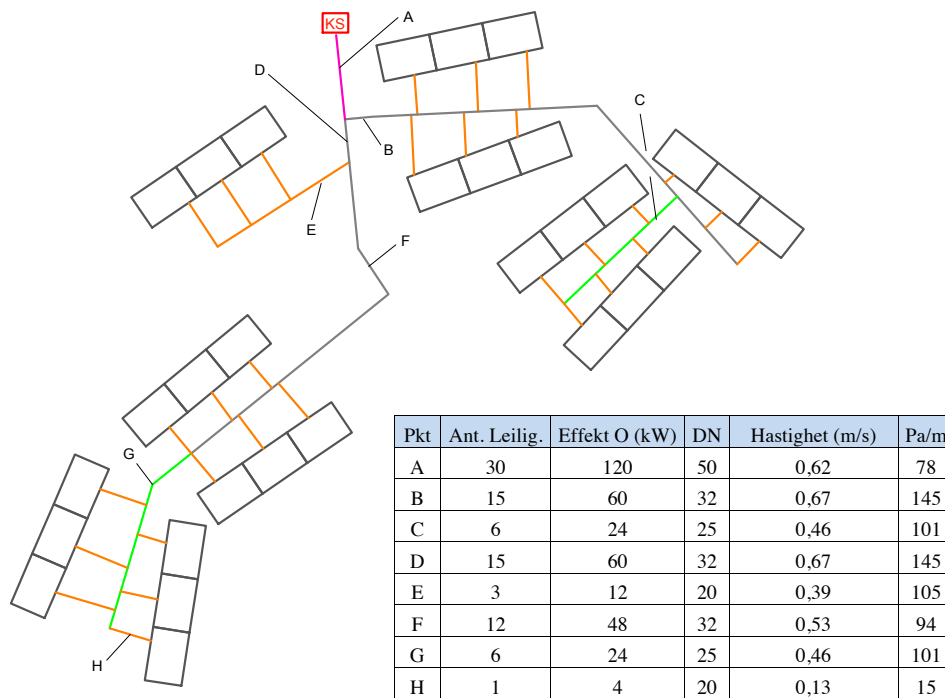 KS
A
D
C
B
E
F
G
H
Pkt Ant. Leilig. Effekt O (kW) DN Hastighet (m/s) Pa/m
A 30 120 50 0,62 78
B 15 60 32 0,67 145
C 6 24 25 0,46 101
D 15 60 32 0,67 145
E 3 12 20 0,39 105
F 12 48 32 0,53 94
G 6 24 25 0,46 101
H 1 4 20 0,13 15